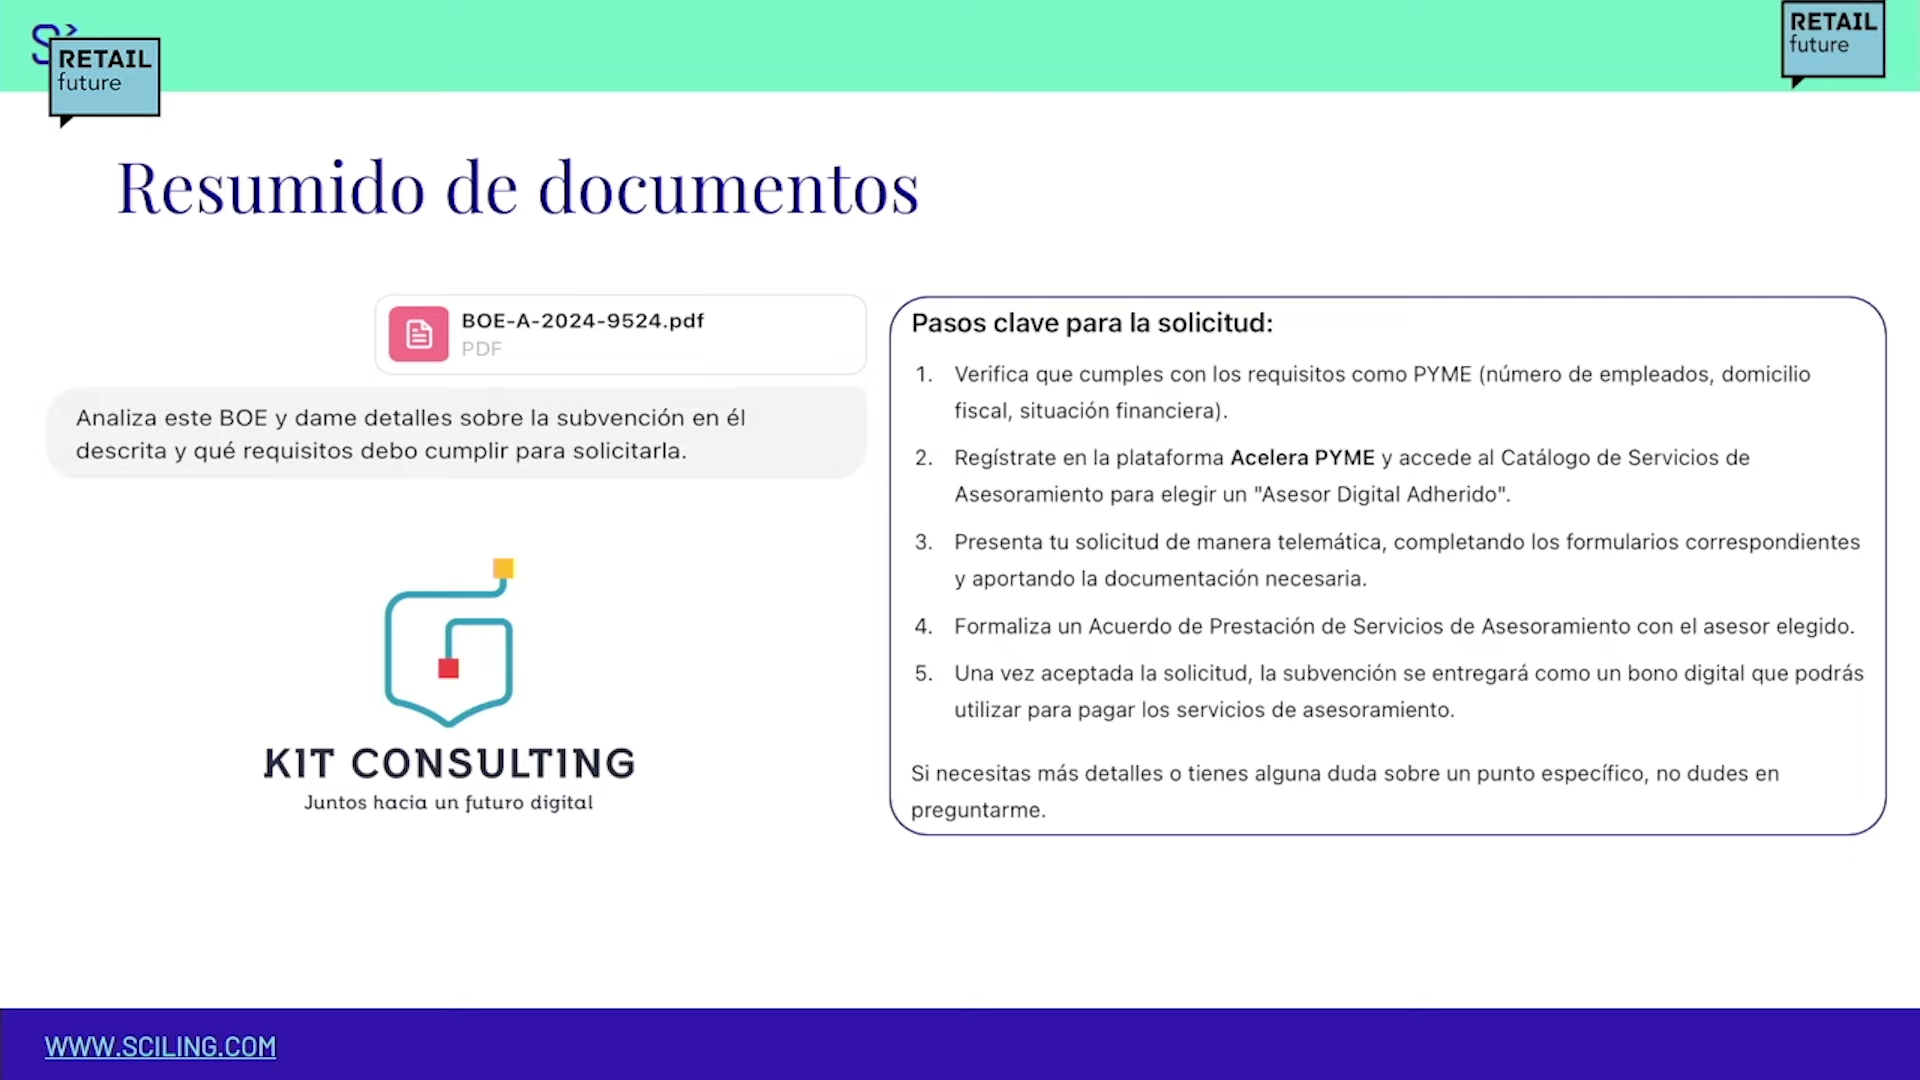 RETAIL
future
RETAIL
future
Resumido de documentos
BOE-A-2024-9524.pdf
PDF
Analiza este BOE y dame detalles sobre la subvención en él
descrita y qué requisitos debo cumplir para solicitarla.
KIT CONSULTING
Juntos hacia un futuro digital
Pasos clave para la solicitud:
1. Verifica que cumples con los requisitos como PYME (número de empleados, domicilio
fiscal, situación financiera).
2. Regístrate en la plataforma Acelera PYME y accede al Catálogo de Servicios de
Asesoramiento para elegir un "Asesor Digital Adherido".
3. Presenta tu solicitud de manera telemática, completando los formularios correspondientes
y aportando la documentación necesaria.
4. Formaliza un Acuerdo de Prestación de Servicios de Asesoramiento con el asesor elegido.
5. Una vez aceptada la solicitud, la subvención se entregará como un bono digital que podrás
utilizar para pagar los servicios de asesoramiento.
Si necesitas más detalles o tienes alguna duda sobre un punto específico, no dudes en
preguntarme.
WWW.SCILING.COM